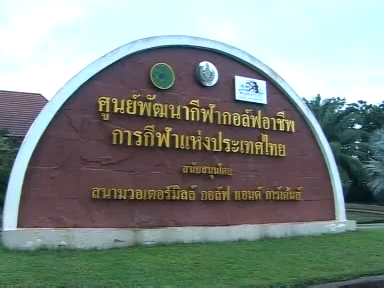 ศูนย์พัฒนากีฬากอล์ฟอาชีพ
การกีฬาแห่งประเทศไทย
สนับสนุนโดย
สนามวอเตอร์มิลล์ กอล์ฟ แอนด์ การ์เด้นส์